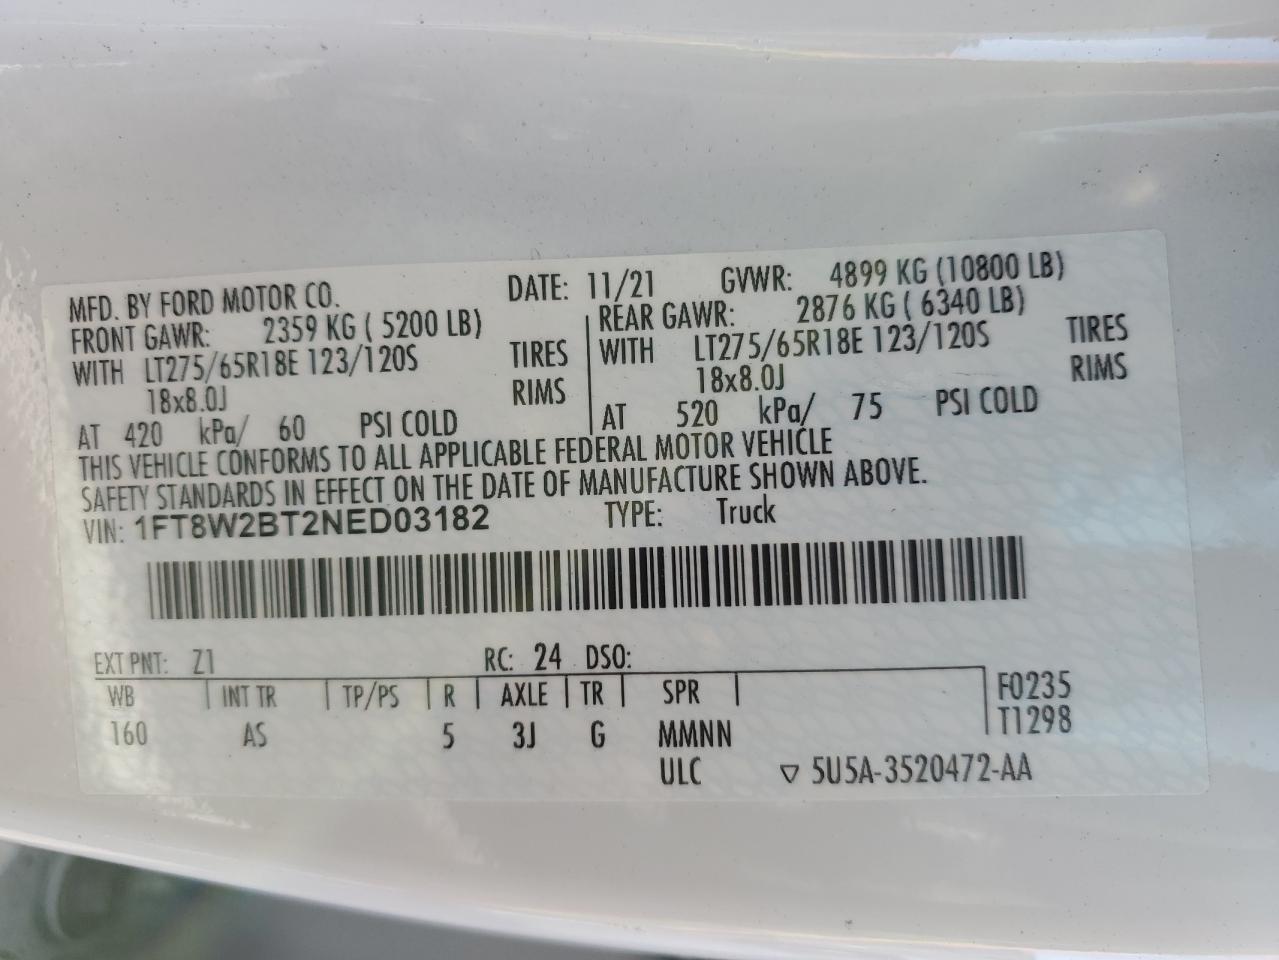 MFD. BY FORD MOTOR CO. DATE: 11/21 GVWR: 4899 KG (10800 LB)
FRONT GAWR: 2359 KG ( 5200 LB) REAR GAWR: 2876 KG ( 6340 LB)
WITH LT275/65R18E 123/120S TIRES WITH LT275/65R18E 123/120S TIRES
18x8.0J RIMS 18x8.0J RIMS
AT 420 kPa/ 60 PSI COLD AT 520 kPa/ 75 PSI COLD
THIS VEHICLE CONFORMS TO ALL APPLICABLE FEDERAL MOTOR VEHICLE
SAFETY STANDARDS IN EFFECT ON THE DATE OF MANUFACTURE SHOWN ABOVE.
VIN: 1FT8W2BT2NED03182 TYPE: Truck
EXT PNT: Z1 RC: 24 DSO:
WB INT TR TP/PS R AXLE TR SPR F0235
160 AS 5 3J G MMNN T1298
ULC ▽ 5U5A-3520472-AA